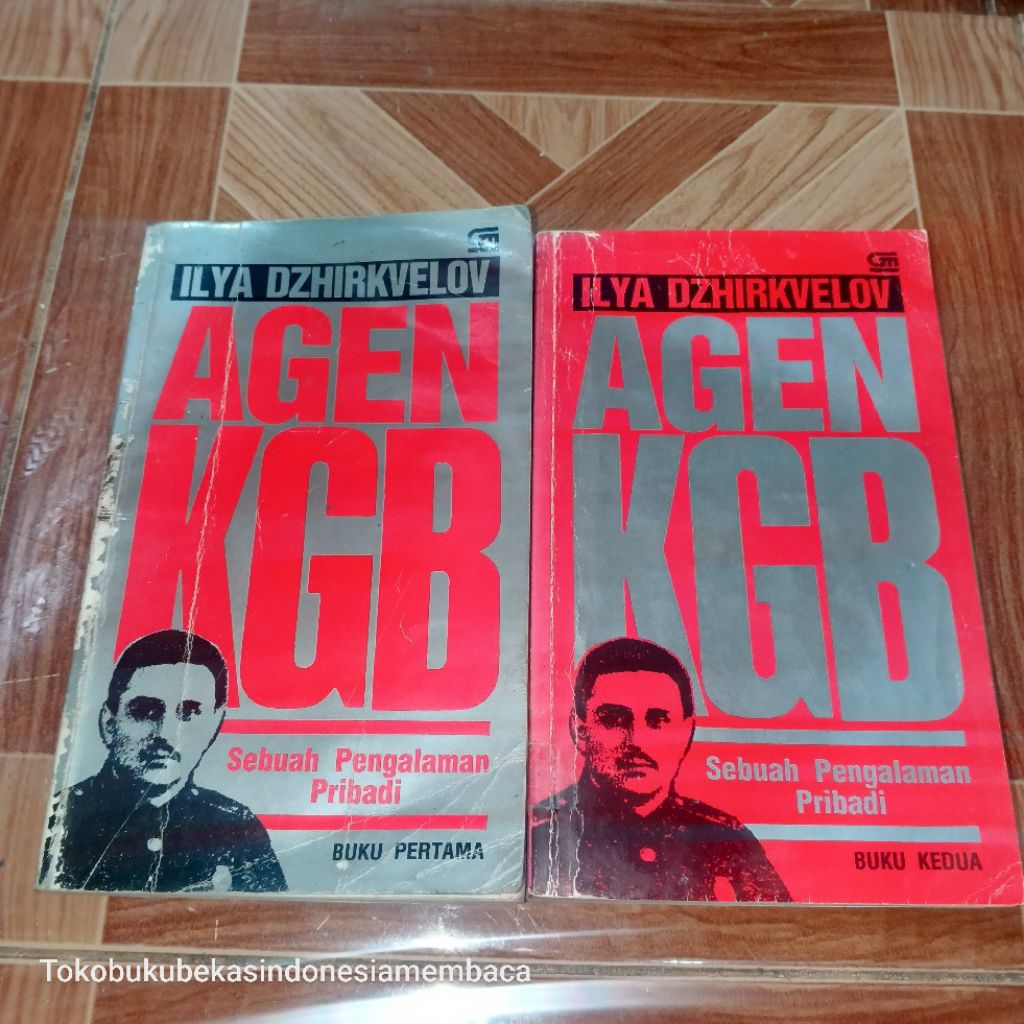 ILYA DZHIRKVELOV
AGEN
KGB
Sebuah Pengalaman
Pribadi
BUKU PERTAMA
ILYA DZHIRKVELOV
AGEN
KGB
Sebuah Pengalaman
Pribadi
BUKU KEDUA
Tokobukubekasindonesiamembaca